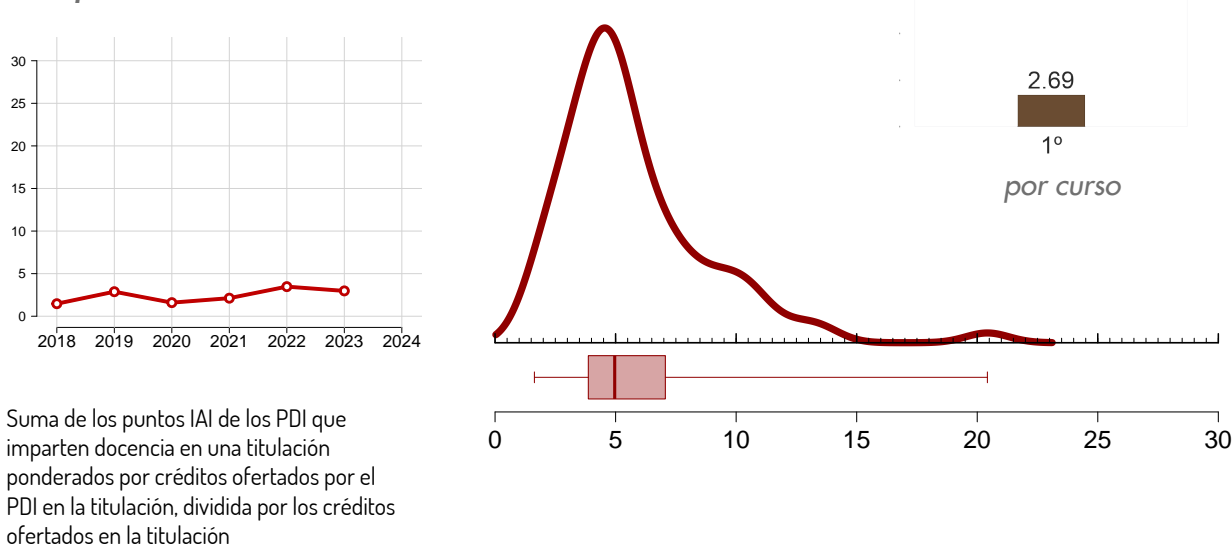 30
25
20
15
10
5
0
2018 2019 2020 2021 2022 2023 2024
Suma de los puntos IAI de los PDI que
imparten docencia en una titulación
ponderados por créditos ofertados por el
PDI en la titulación, dividida por los créditos
ofertados en la titulación
2.69
1º
por curso
0 5 10 15 20 25 30